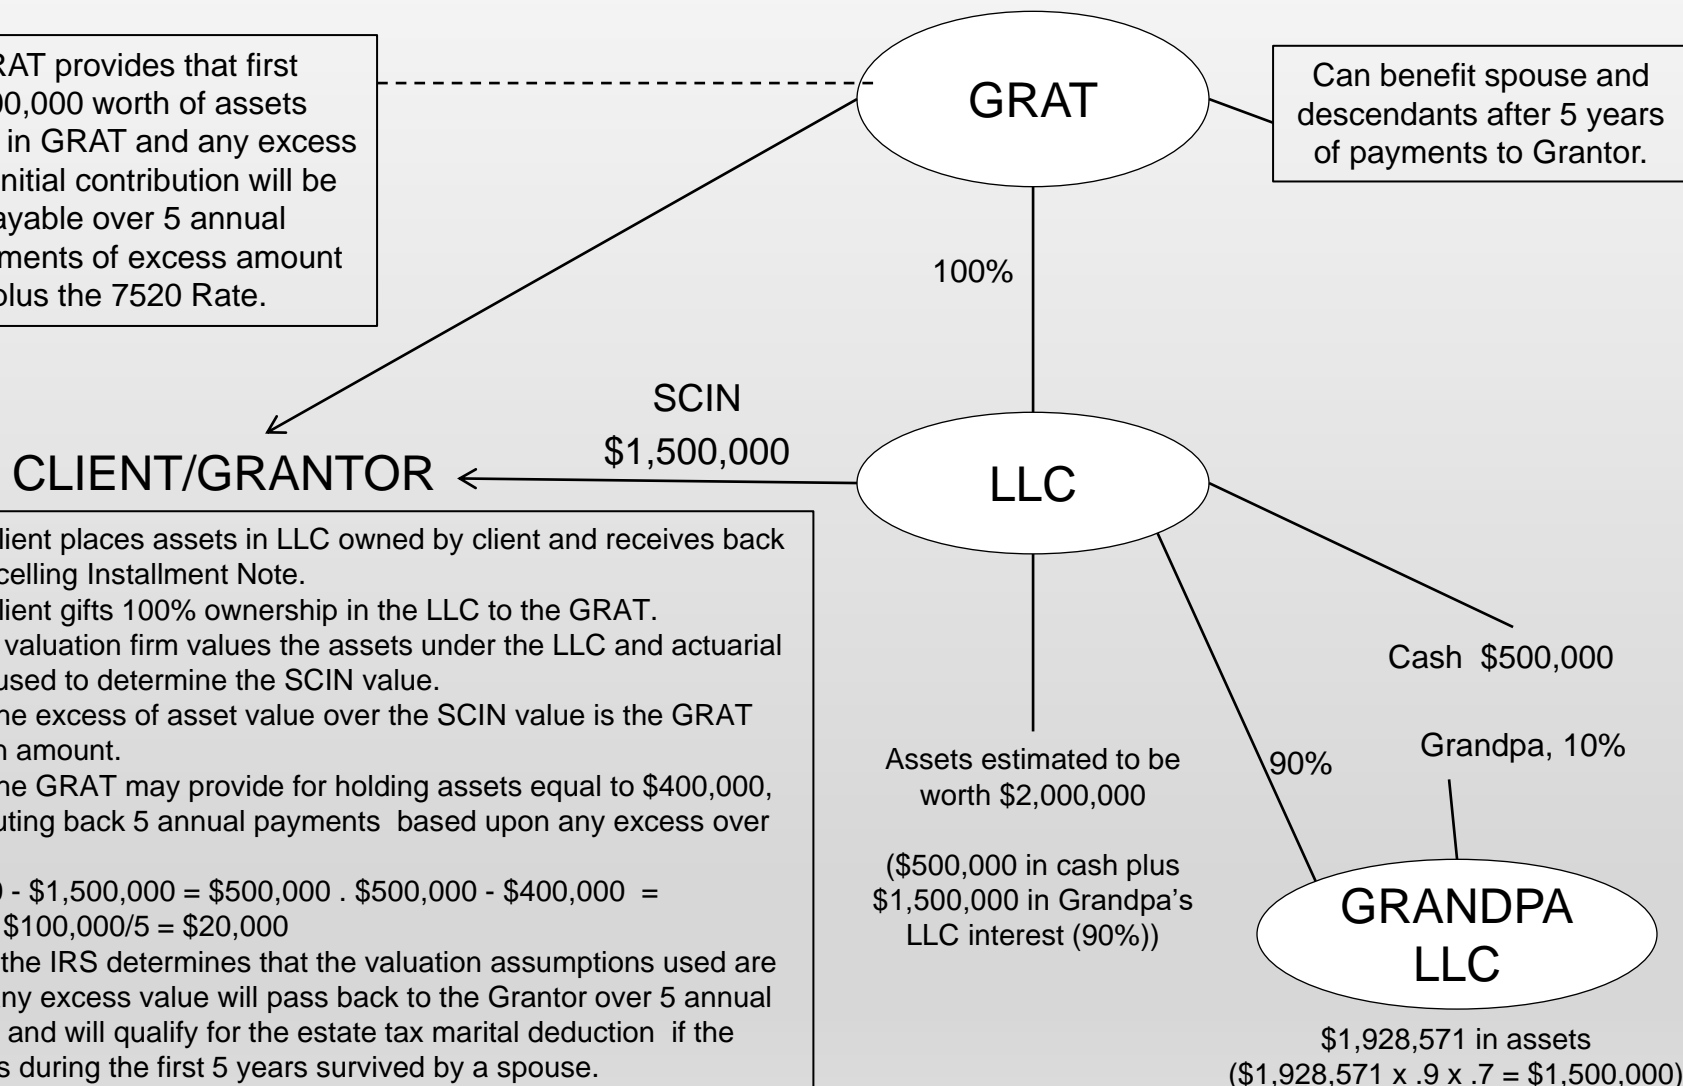 RAT provides that first
00,000 worth of assets
in GRAT and any excess
nitial contribution will be
ayable over 5 annual
ments of excess amount
plus the 7520 Rate.
GRAT
Can benefit spouse and
descendants after 5 years
of payments to Grantor.
100%
SCIN
$1,500,000
CLIENT/GRANTOR
LLC
lient places assets in LLC owned by client and receives back
celling Installment Note.
lient gifts 100% ownership in the LLC to the GRAT.
valuation firm values the assets under the LLC and actuarial
used to determine the SCIN value.
he excess of asset value over the SCIN value is the GRAT
n amount.
he GRAT may provide for holding assets equal to $400,000,
uting back 5 annual payments based upon any excess over
0 - $1,500,000 = $500,000 . $500,000 - $400,000 =
$100,000/5 = $20,000
the IRS determines that the valuation assumptions used are
any excess value will pass back to the Grantor over 5 annual
and will qualify for the estate tax marital deduction if the
s during the first 5 years survived by a spouse.
Assets estimated to be
worth $2,000,000
($500,000 in cash plus
$1,500,000 in Grandpa's
LLC interest (90%))
90%
Cash $500,000
Grandpa, 10%
GRANDPA
LLC
$1,928,571 in assets
($1,928,571 x .9 x .7 = $1,500,000)